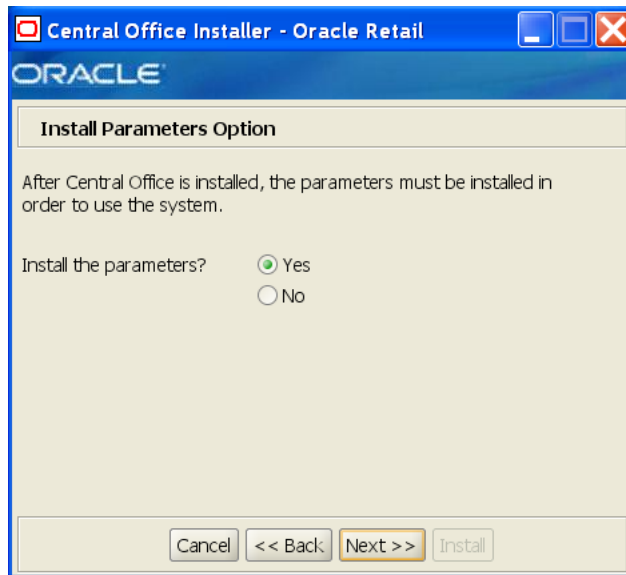 Central Office Installer - Oracle Retail
ORACLE
Install Parameters Option
After Central Office is installed, the parameters must be installed in
order to use the system.
Install the parameters? Yes
No
Cancel << Back Next >> Install